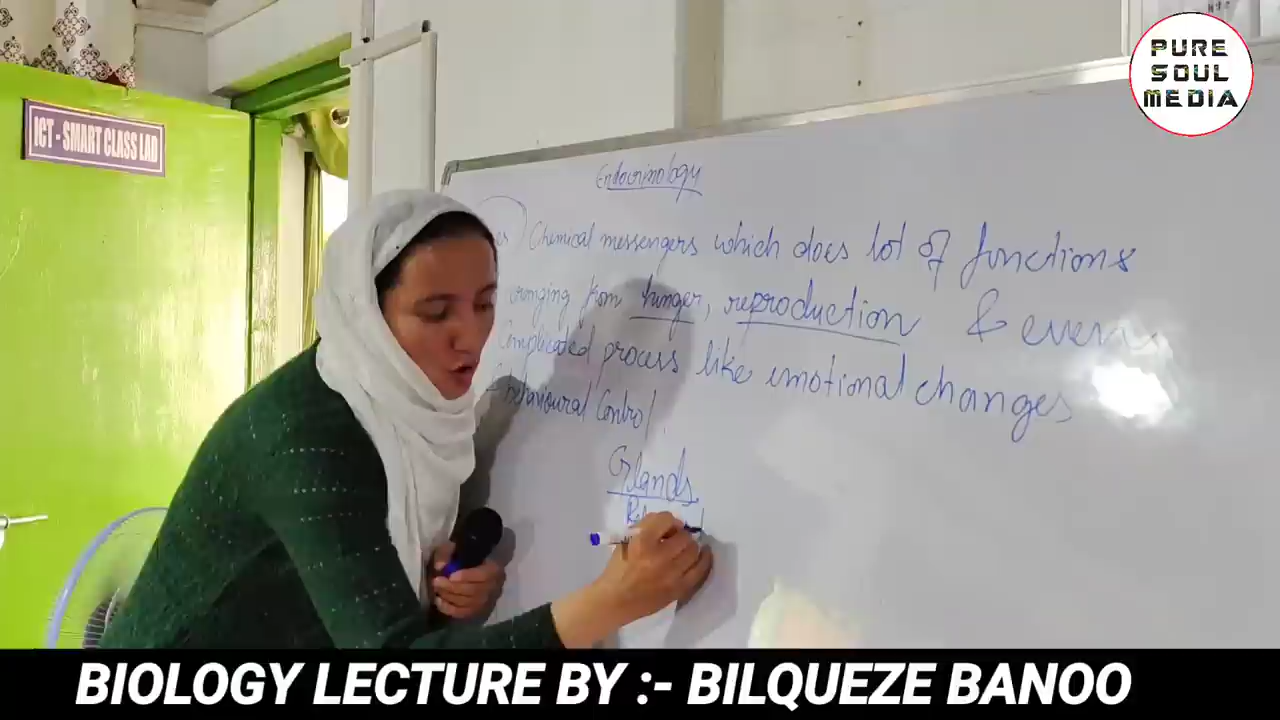 PURE
SOUL
MEDIA
ICT - SMART CLASS LAD
Endocrinology
Chemical messengers which does lot of functions
ranging from hunger, reproduction & even
Complicated process like emotional changes
behavioural Control.
Glands
BIOLOGY LECTURE BY :- BILQUEZE BANOO